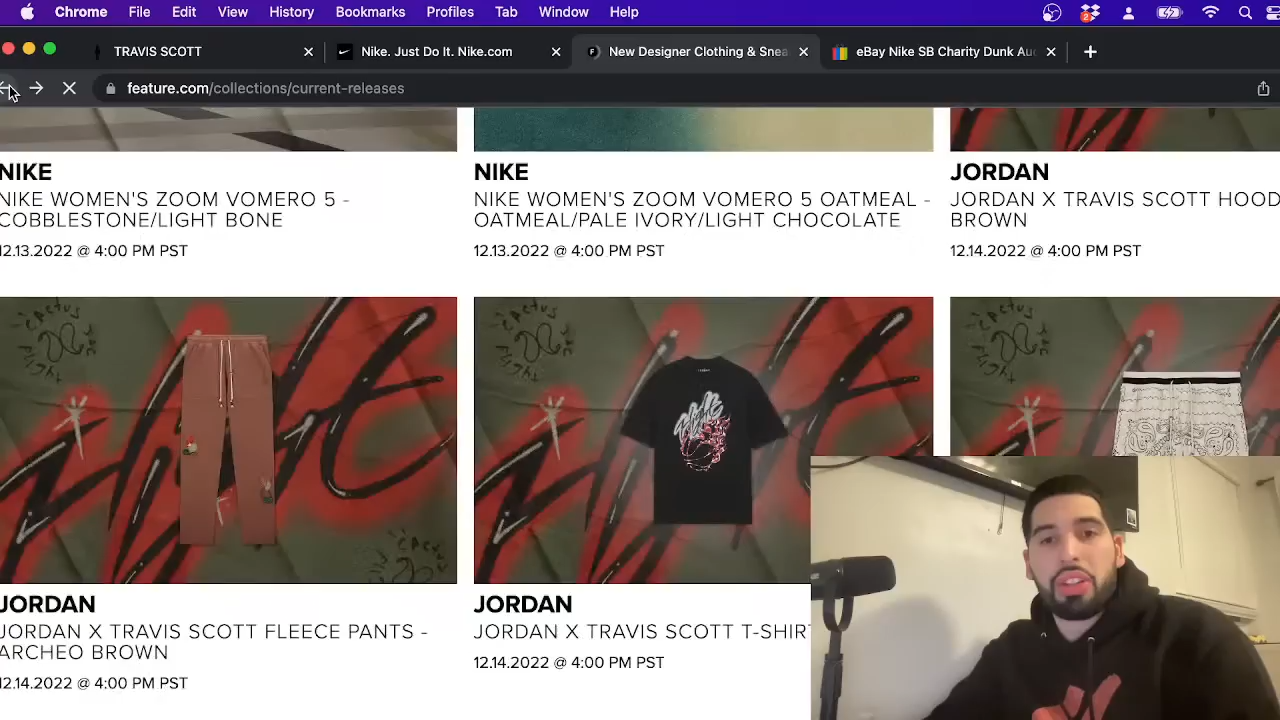 Chrome File Edit View History Bookmarks Profiles Tab Window Help
2
TRAVIS SCOTT
Nike. Just Do It. Nike.com
New Designer Clothing & Snea
eBay Nike SB Charity Dunk Au
feature.com/collections/current-releases
NIKE
NIKE WOMEN'S ZOOM VOMERO 5 -
COBBLESTONE/LIGHT BONE
12.13.2022 @ 4:00 PM PST
NIKE
NIKE WOMEN'S ZOOM VOMERO 5 OATMEAL -
OATMEAL/PALE IVORY/LIGHT CHOCOLATE
12.13.2022 @ 4:00 PM PST
JORDAN
JORDAN X TRAVIS SCOTT HOOD
BROWN
12.14.2022 @ 4:00 PM PST
JORDAN
JORDAN X TRAVIS SCOTT FLEECE PANTS -
ARCHEO BROWN
12.14.2022 @ 4:00 PM PST
JORDAN
JORDAN X TRAVIS SCOTT T-SHIRT
12.14.2022 @ 4:00 PM PST